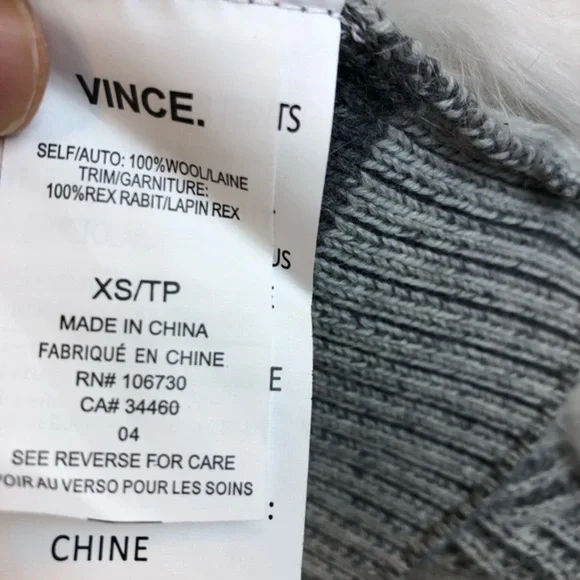 VINCE.
TS
SELF/AUTO: 100%WOOL/LAINE
TRIM/GARNITURE:
100%REX RABIT/LAPIN REX
US
XS/TP
MADE IN CHINA
FABRIQUÉ EN CHINE
RN# 106730
E
CA# 34460
04
SEE REVERSE FOR CARE
VOIR AU VERSO POUR LES SOINS
CHINE